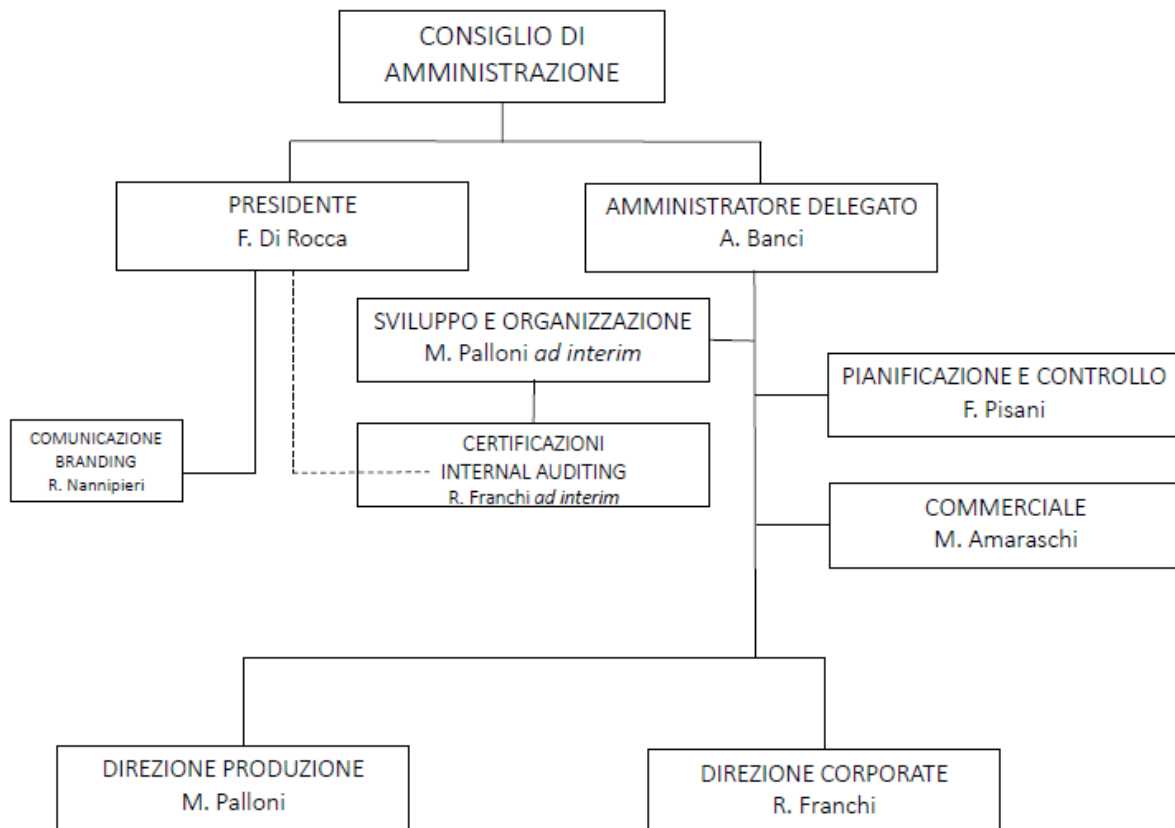 CONSIGLIO DI
AMMINISTRAZIONE
PRESIDENTE
F. Di Rocca
AMMINISTRATORE DELEGATO
A. Banci
SVILUPPO E ORGANIZZAZIONE
M. Palloni ad interim
PIANIFICAZIONE E CONTROLLO
F. Pisani
COMUNICAZIONE
BRANDING
R. Nannipieri
CERTIFICAZIONI
INTERNAL AUDITING
R. Franchi ad interim
COMMERCIALE
M. Amaraschi
DIREZIONE PRODUZIONE
M. Palloni
DIREZIONE CORPORATE
R. Franchi